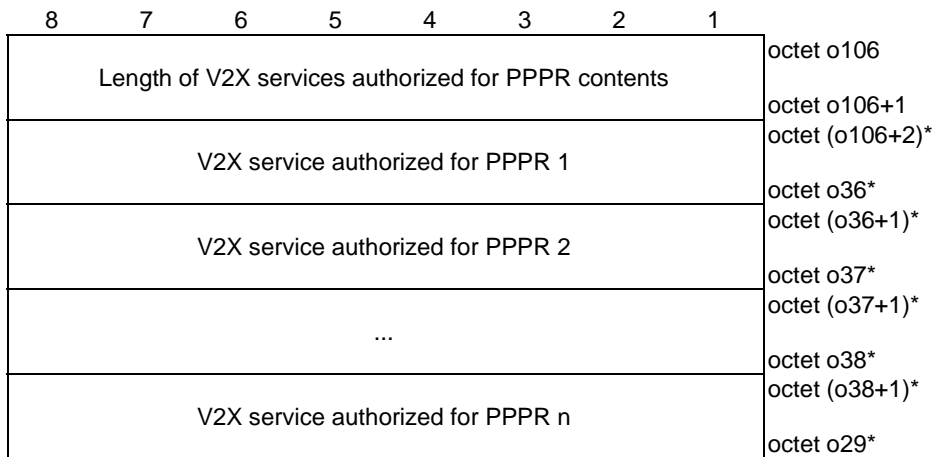 8 7 6 5 4 3 2 1
octet o106
Length of V2X services authorized for PPPR contents
octet o106+1
octet (o106+2)*
V2X service authorized for PPPR 1
octet o36*
octet (o36+1)*
V2X service authorized for PPPR 2
octet o37*
octet (o37+1)*
...
octet o38*
octet (o38+1)*
V2X service authorized for PPPR n
octet o29*